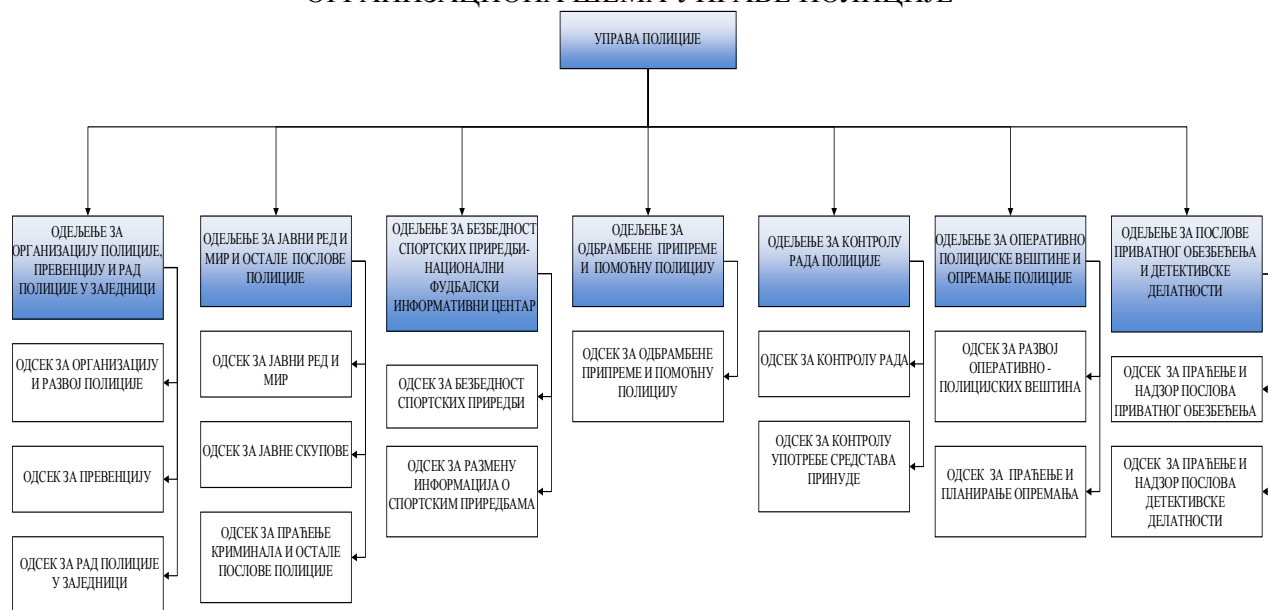 ОРГАНИЗАЦИОНА ШЕМА УПРАВЕ ПОЛИЦИЈЕ
УПРАВА ПОЛИЦИЈЕ
ОДЕЉЕЊЕ ЗА
ОРГАНИЗАЦИЈУ ПОЛИЦИЈЕ,
ПРЕВЕНЦИЈУ И РАД
ПОЛИЦИЈЕ У ЗАЈЕДНИЦИ
ОДСЕК ЗА ОРГАНИЗАЦИЈУ
И РАЗВОЈ ПОЛИЦИЈЕ
ОДСЕК ЗА ПРЕВЕНЦИЈУ
ОДСЕК ЗА РАД ПОЛИЦИЈЕ
У ЗАЈЕДНИЦИ
ОДЕЉЕЊЕ ЗА ЈАВНИ РЕД И
МИР И ОСТАЛЕ ПОСЛОВЕ
ПОЛИЦИЈЕ
ОДСЕК ЗА ЈАВНИ РЕД И
МИР
ОДСЕК ЗА ЈАВНЕ СКУПОВЕ
ОДСЕК ЗА ПРАЋЕЊЕ
КРИМИНАЛА И ОСТАЛЕ
ПОСЛОВЕ ПОЛИЦИЈЕ
ОДЕЉЕЊЕ ЗА БЕЗБЕДНОСТ
СПОРТСКИХ ПРИРЕДБИ-
НАЦИОНАЛНИ
ФУДБАЛСКИ
ИНФОРМАТИВНИ ЦЕНТАР
ОДСЕК ЗА БЕЗБЕДНОСТ
СПОРТСКИХ ПРИРЕДБИ
ОДСЕК ЗА РАЗМЕНУ
ИНФОРМАЦИЈА О
СПОРТСКИМ ПРИРЕДБАМА
ОДЕЉЕЊЕ ЗА
ОДБРАМБЕНЕ ПРИПРЕМЕ
И ПОМОЋНУ ПОЛИЦИЈУ
ОДСЕК ЗА ОДБРАМБЕНЕ
ПРИПРЕМЕ И ПОМОЋНУ
ПОЛИЦИЈУ
ОДЕЉЕЊЕ ЗА КОНТРОЛУ
РАДА ПОЛИЦИЈЕ
ОДСЕК ЗА КОНТРОЛУ РАДА
ОДСЕК ЗА КОНТРОЛУ
УПОТРЕБЕ СРЕДСТАВА
ПРИНУДЕ
ОДЕЉЕЊЕ ЗА ОПЕРАТИВНО
ПОЛИЦИЈСКЕ ВЕШТИНЕ И
ОПРЕМАЊЕ ПОЛИЦИЈЕ
ОДСЕК ЗА РАЗВОЈ
ОПЕРАТИВНО -
ПОЛИЦИЈСКИХ ВЕШТИНА
ОДСЕК ЗА ПРАЋЕЊЕ И
ПЛАНИРАЊЕ ОПРЕМАЊА
ОДЕЉЕЊЕ ЗА ПОСЛОВЕ
ПРИВАТНОГ ОБЕЗБЕЂЕЊА
И ДЕТЕКТИВСКЕ
ДЕЛАТНОСТИ
ОДСЕК ЗА ПРАЋЕЊЕ И
НАДЗОР ПОСЛОВА
ПРИВАТНОГ ОБЕЗБЕЂЕЊА
ОДСЕК ЗА ПРАЋЕЊЕ И
НАДЗОР ПОСЛОВА
ДЕТЕКТИВСКЕ
ДЕЛАТНОСТИ